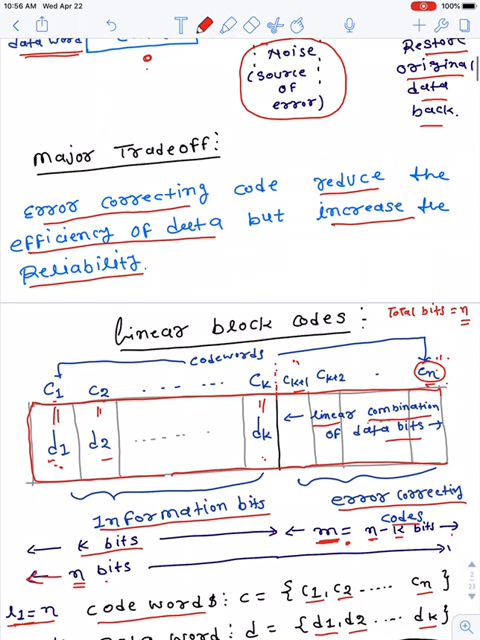 10:56 AM Wed Apr 22
100%
data word
Noise
(Source
of
error)
Restore
original
data
back.
Major Tradeoff:
Error correcting code reduce the
efficiency of data but increase the
Reliability.
Linear block codes:
Total bits = n
codewords
C1 C2 ..... ... Ck Ck+1 Ck+2 . Cn
d1 d2 ..... ... dk
← linear combination
of data bits →
Information bits
error correcting
codes
← k bits →
← m = n-k bits →
← n bits →
code words: c = {c1, c2 ..... cn}
d = {d1, d2 ... dk}
2
23